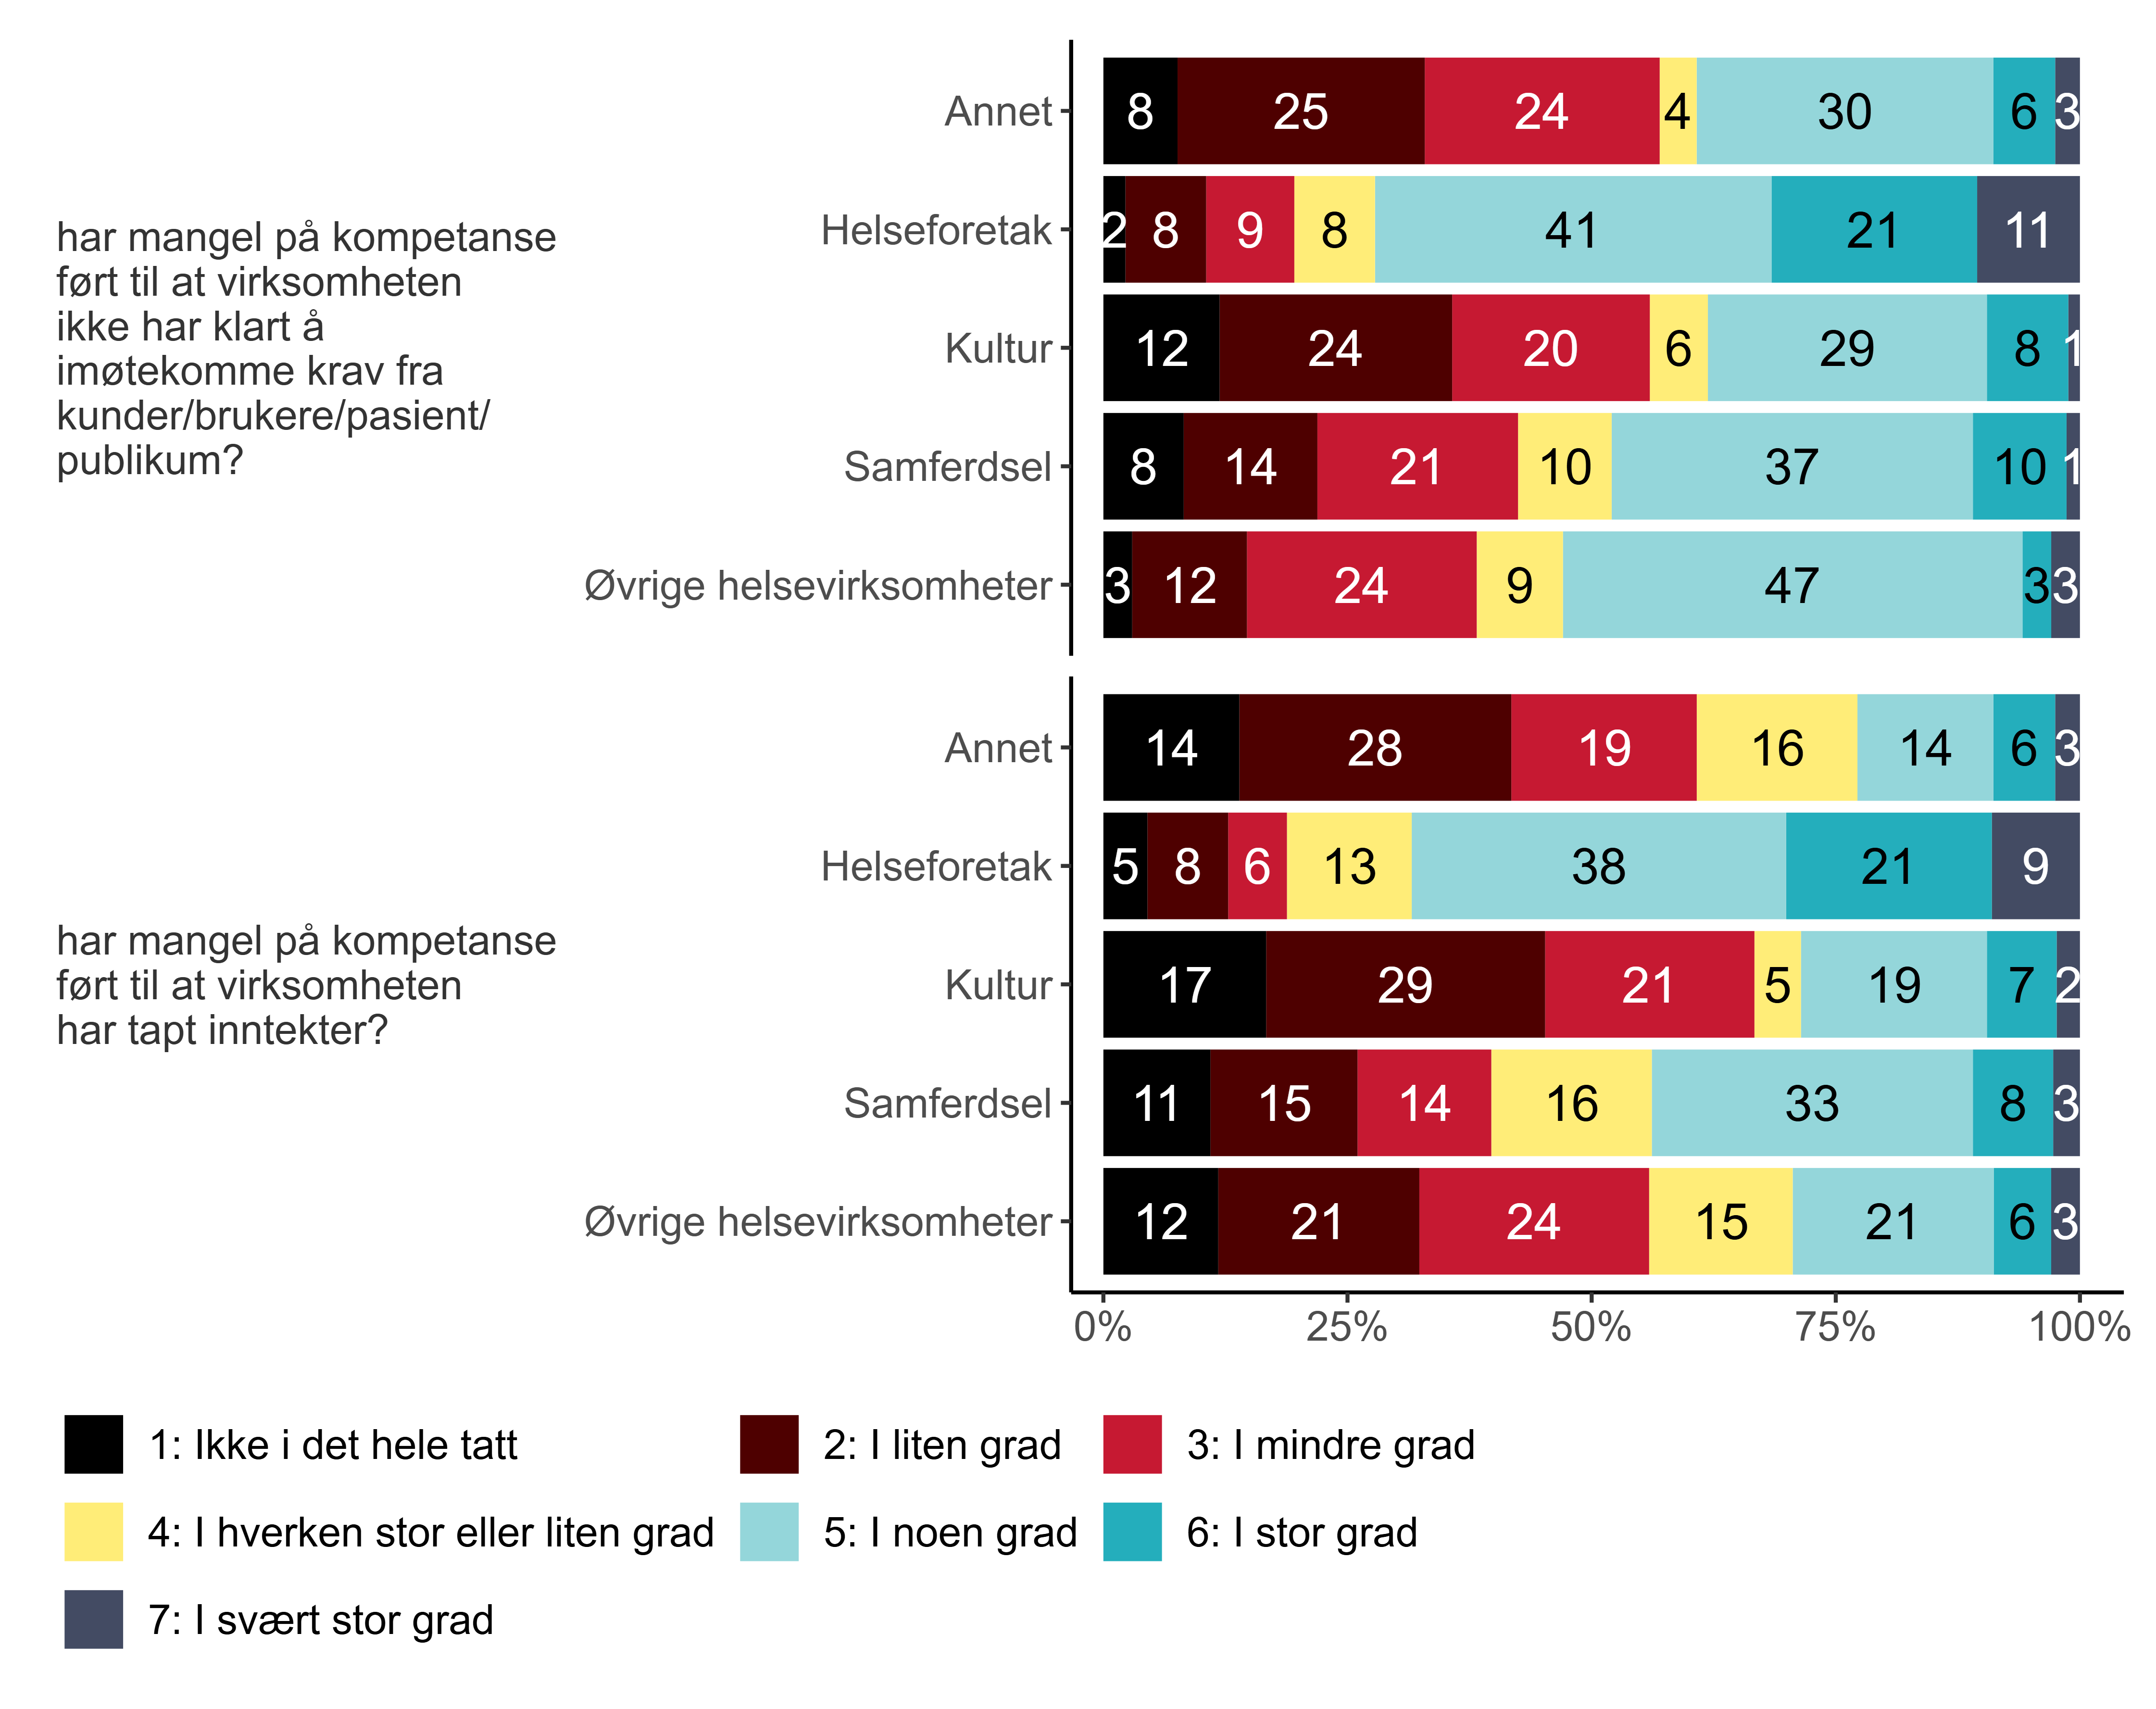 Annet 8 25 24 4 30 6 3
Helseforetak 2 8 9 8 41 21 11
Kultur 12 24 20 6 29 8 1
Samferdsel 8 14 21 10 37 10 1
Øvrige helsevirksomheter 3 12 24 9 47 3 3
har mangel på kompetanse
ført til at virksomheten
ikke har klart å
imøtekomme krav fra
kunder/brukere/pasient/
publikum?
Annet 14 28 19 16 14 6 3
Helseforetak 5 8 6 13 38 21 9
Kultur 17 29 21 5 19 7 2
Samferdsel 11 15 14 16 33 8 3
Øvrige helsevirksomheter 12 21 24 15 21 6 3
har mangel på kompetanse
ført til at virksomheten
har tapt inntekter?
0% 25% 50% 75% 100%
1: Ikke i det hele tatt 2: I liten grad 3: I mindre grad
4: I hverken stor eller liten grad 5: I noen grad 6: I stor grad
7: I svært stor grad